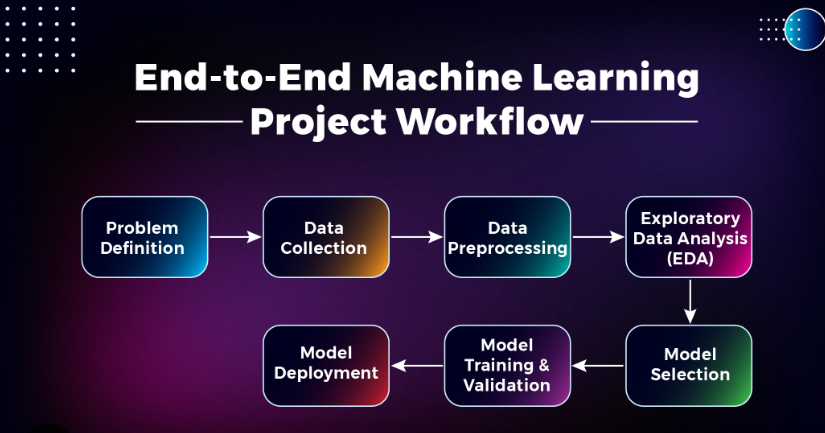 End-to-End Machine Learning
Project Workflow
Problem
Definition
Data
Collection
Data
Preprocessing
Exploratory
Data Analysis
(EDA)
Model
Deployment
Model
Training &
Validation
Model
Selection